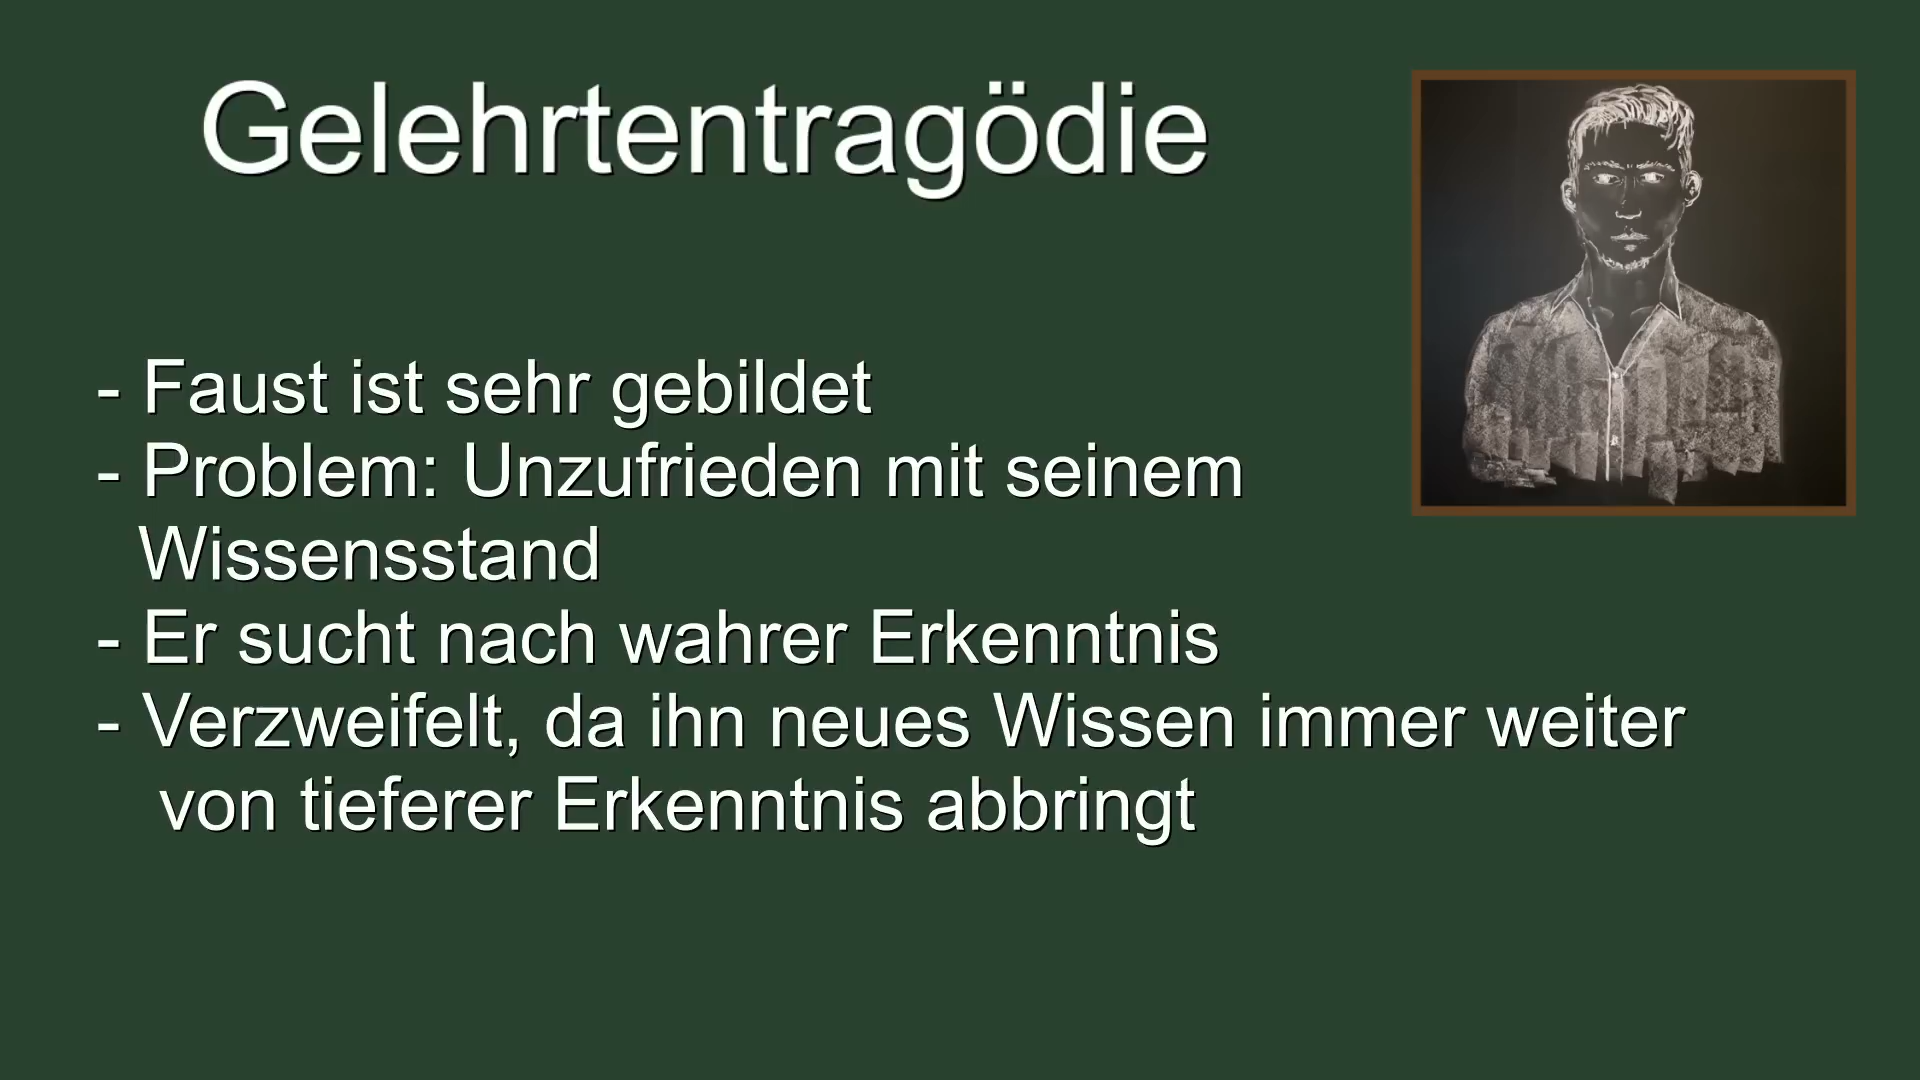 Gelehrtentragödie
- Faust ist sehr gebildet
- Problem: Unzufrieden mit seinem
Wissensstand
- Er sucht nach wahrer Erkenntnis
- Verzweifelt, da ihn neues Wissen immer weiter
von tieferer Erkenntnis abbringt